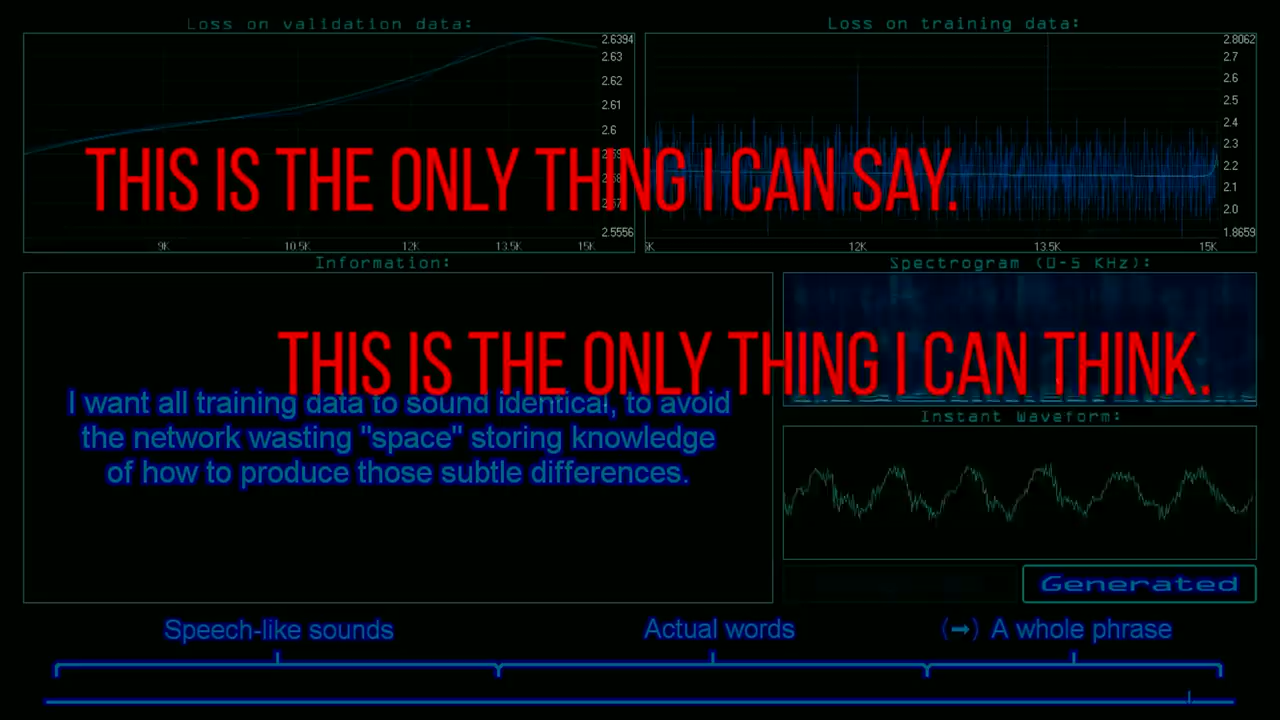 Loss on validation data:
Loss on training data:
2.6394
2.63
2.62
2.61
2.6
2.5556
9K
10.5K
12K
13.5K
15K
2.8062
2.7
2.6
2.5
2.4
2.3
2.2
2.1
2.0
1.8659
12K
13.5K
15K
THIS IS THE ONLY THING I CAN SAY.
Information:
Spectrogram (0-5 KHz):
THIS IS THE ONLY THING I CAN THINK.
I want all training data to sound identical, to avoid
the network wasting "space" storing knowledge
of how to produce those subtle differences.
Instant Waveform:
Generated
Speech-like sounds
Actual words
(➞) A whole phrase